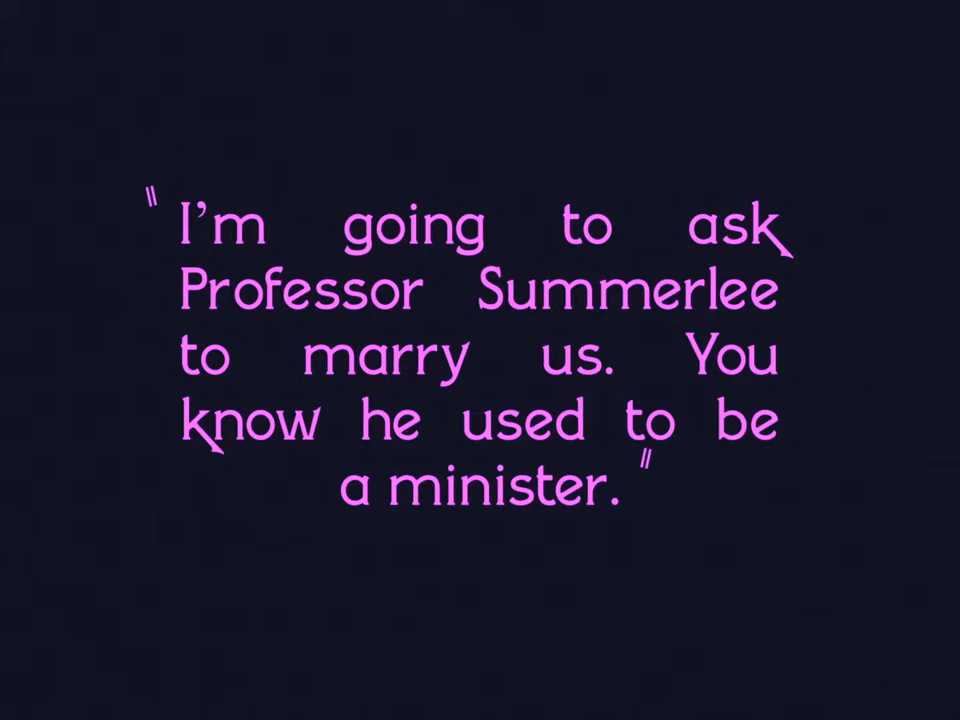 "I’m going to ask
Professor Summerlee
to marry us. You
know he used to be
a minister."